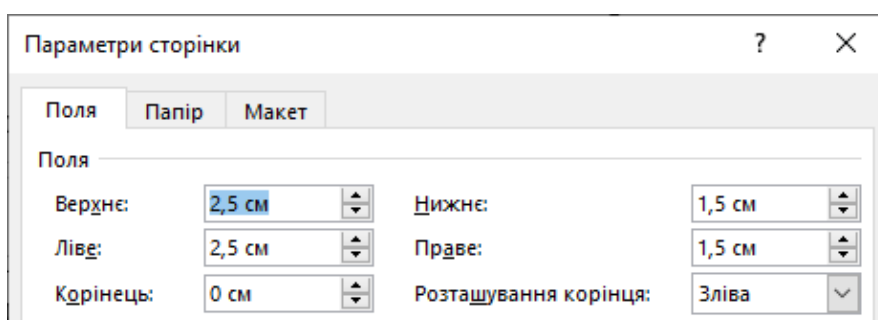 Параметри сторінки ?
Поля Папір Макет
Поля
Верхнє: 2,5 см Нижнє: 1,5 см
Ліве: 2,5 см Праве: 1,5 см
Корінець: 0 см Розташування корінця: Зліва